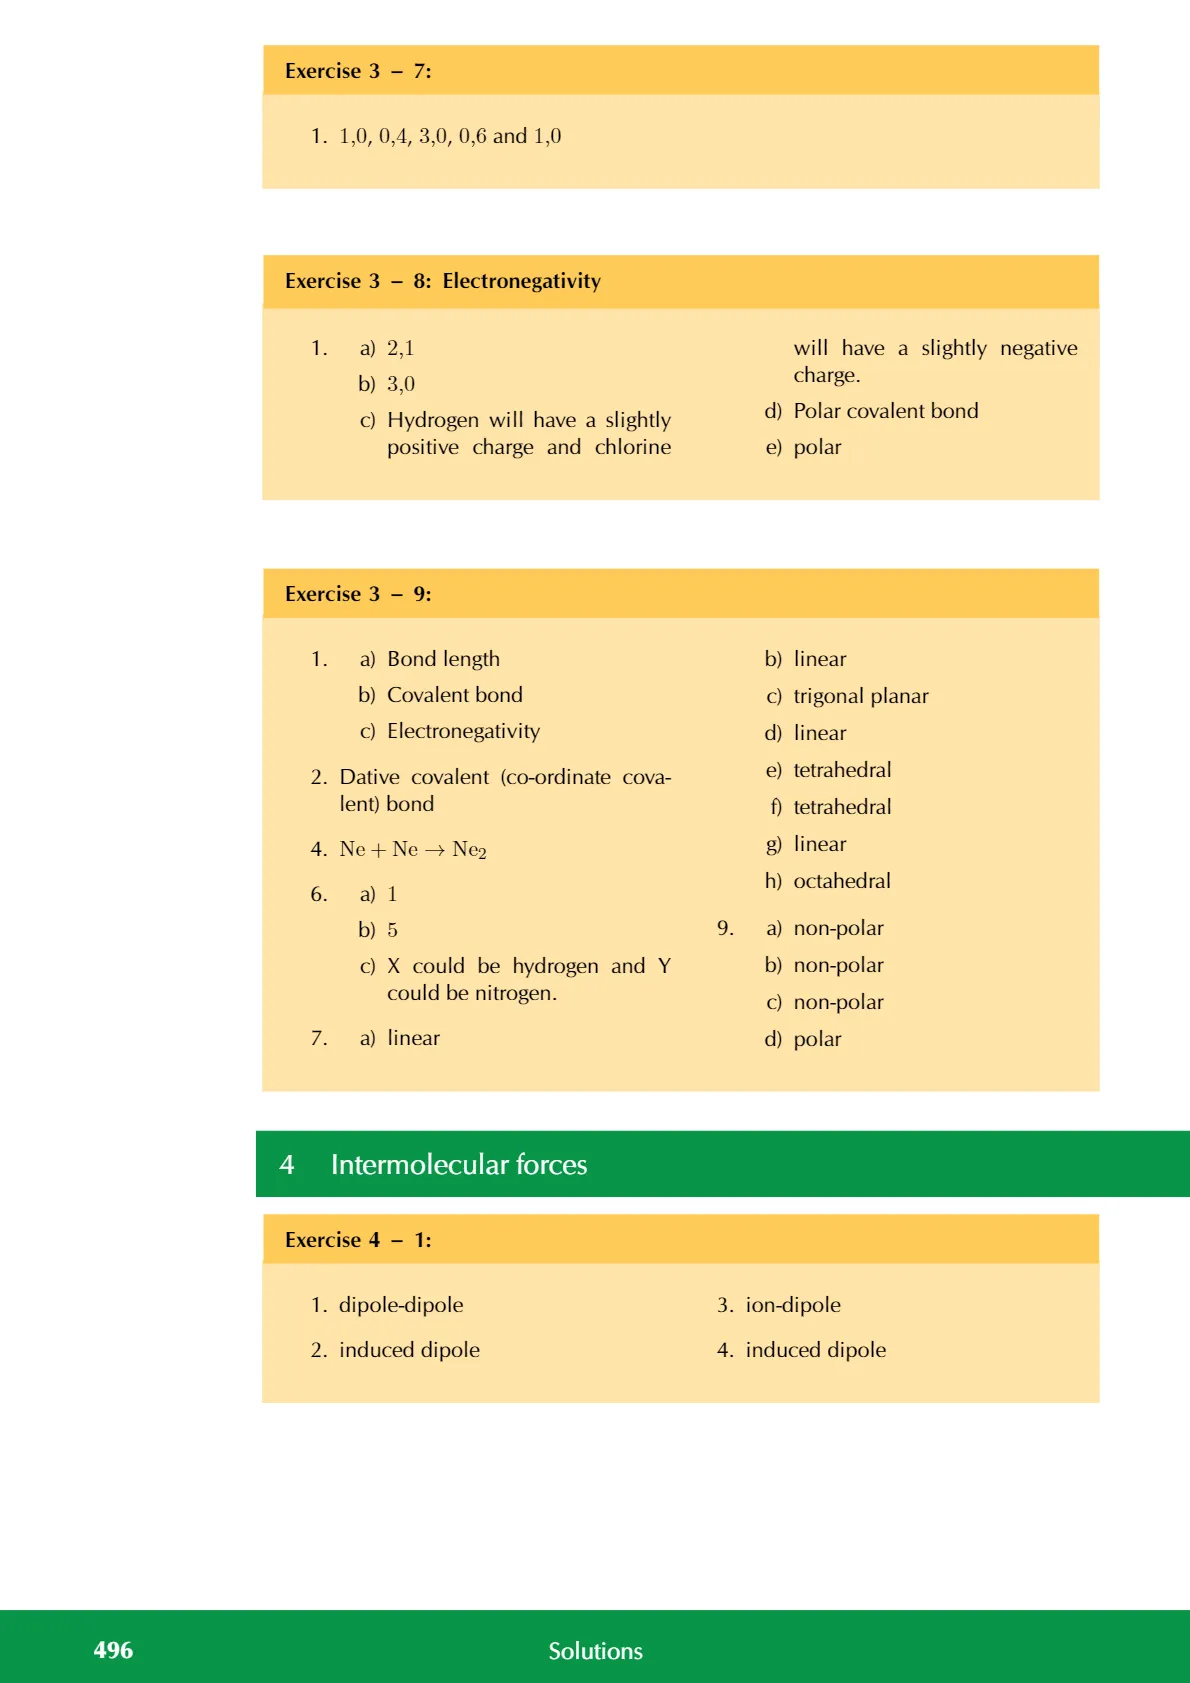 Exercise 3 – 7:
1. 1,0, 0,4, 3,0, 0,6 and 1,0
Exercise 3 – 8: Electronegativity
1. a) 2,1
b) 3,0
c) Hydrogen will have a slightly
positive charge and chlorine
will have a slightly negative
charge.
d) Polar covalent bond
e) polar
Exercise 3 – 9:
1. a) Bond length
b) Covalent bond
c) Electronegativity
2. Dative covalent (co-ordinate cova-
lent) bond
4. Ne + Ne → Ne₂
6. a) 1
b) 5
c) X could be hydrogen and Y
could be nitrogen.
7. a) linear
b) linear
c) trigonal planar
d) linear
e) tetrahedral
f) tetrahedral
g) linear
h) octahedral
9. a) non-polar
b) non-polar
c) non-polar
d) polar
4 Intermolecular forces
Exercise 4 – 1:
1. dipole-dipole
2. induced dipole
3. ion-dipole
4. induced dipole
496 Solutions